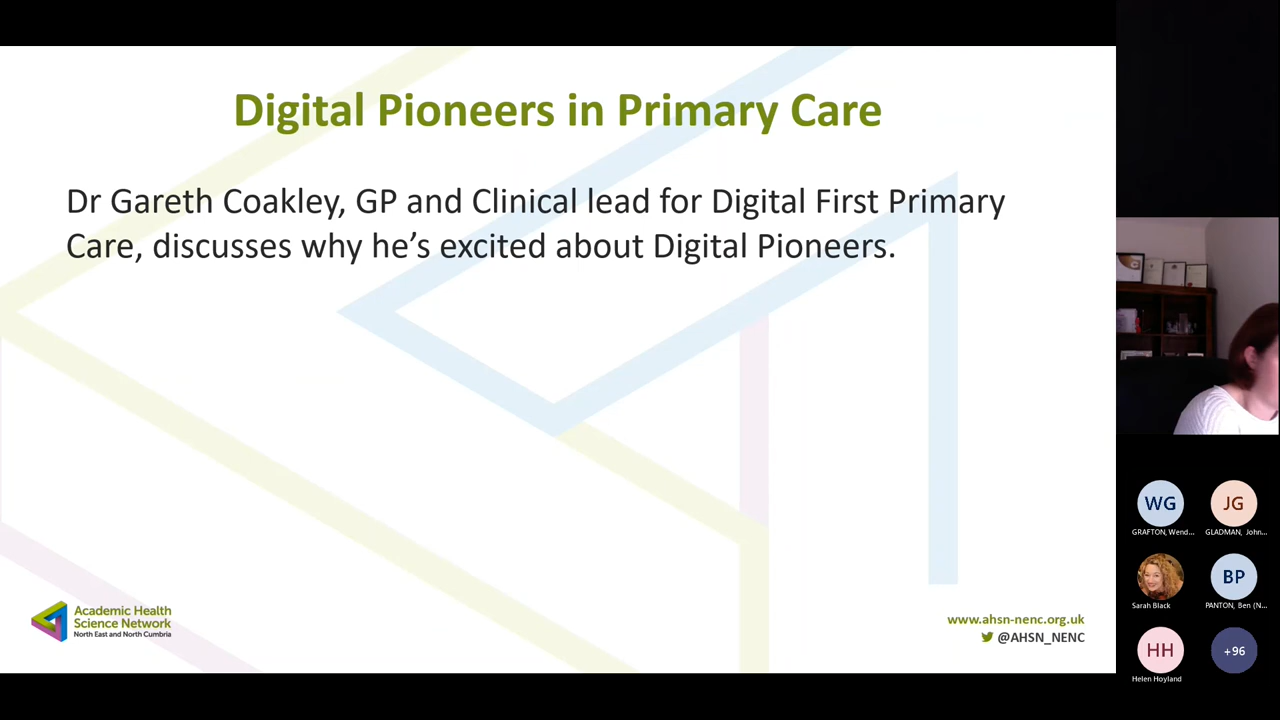 Digital Pioneers in Primary Care
Dr Gareth Coakley, GP and Clinical lead for Digital First Primary
Care, discusses why he’s excited about Digital Pioneers.
Academic Health
Science Network
North East and North Cumbria
www.ahsn-nenc.org.uk
@AHSN_NENC
WG
JG
GRAFTON, Wend...
GLADMAN, John...
BP
Sarah Black
PANTON, Ben (N...
HH
+96
Helen Hoyland